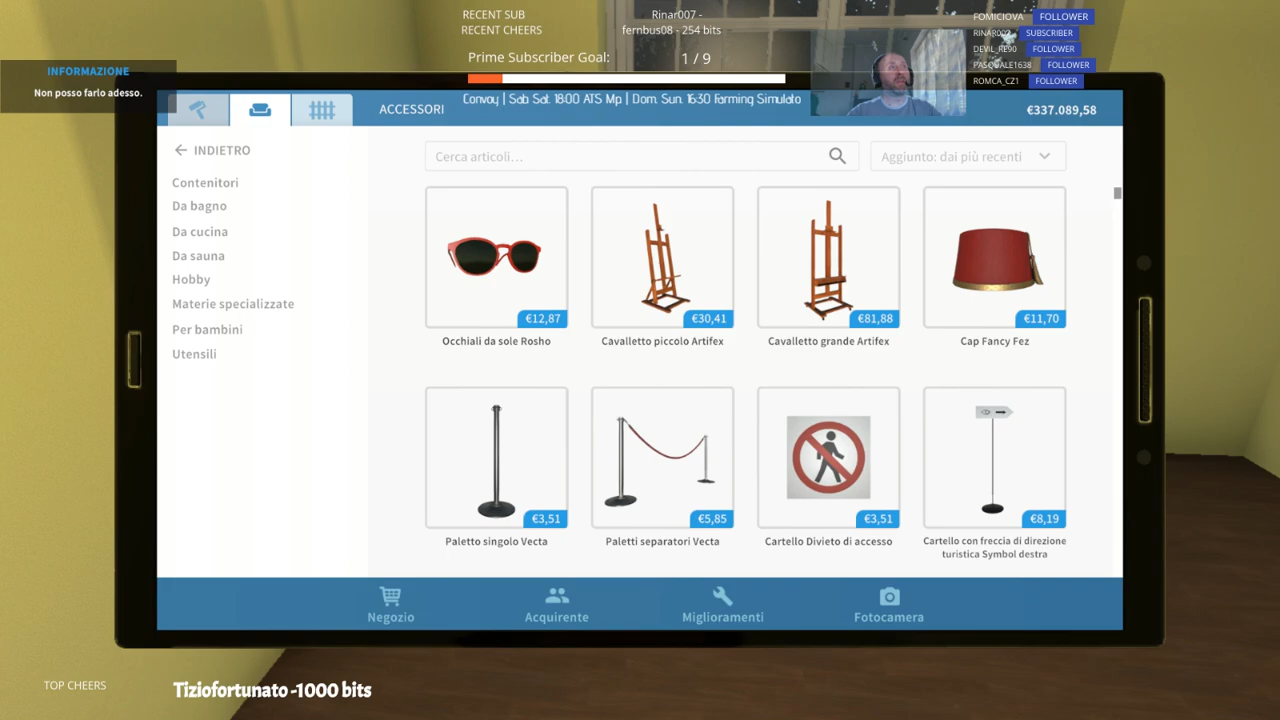 RECENT SUB
Rinar007 -
RECENT CHEERS
fernbus08 - 254 bits
Prime Subscriber Goal:
1 / 9
FOMICIOVA FOLLOWER
RINAR007 SUBSCRIBER
DEVIL_RE90 FOLLOWER
PASQUALE1638 FOLLOWER
ROMCA_CZ1 FOLLOWER
INFORMAZIONE
Non posso farlo adesso.
Convoy | Sab Sat. 18:00 ATS Mp | Dom. Sun. 16:30 Farming Simulato
ACCESSORI
€337.089,58
INDIETRO
Contenitori
Da bagno
Da cucina
Da sauna
Hobby
Materie specializzate
Per bambini
Utensili
Cerca articoli...
Aggiunto: dai più recenti
€12,87
Occhiali da sole Rosho
€30,41
Cavalletto piccolo Artifex
€81,88
Cavalletto grande Artifex
€11,70
Cap Fancy Fez
€3,51
Paletto singolo Vecta
€5,85
Paletti separatori Vecta
€3,51
Cartello Divieto di accesso
€8,19
Cartello con freccia di direzione
turistica Symbol destra
Negozio
Acquirente
Miglioramenti
Fotocamera
TOP CHEERS
Tiziofortunato -1000 bits